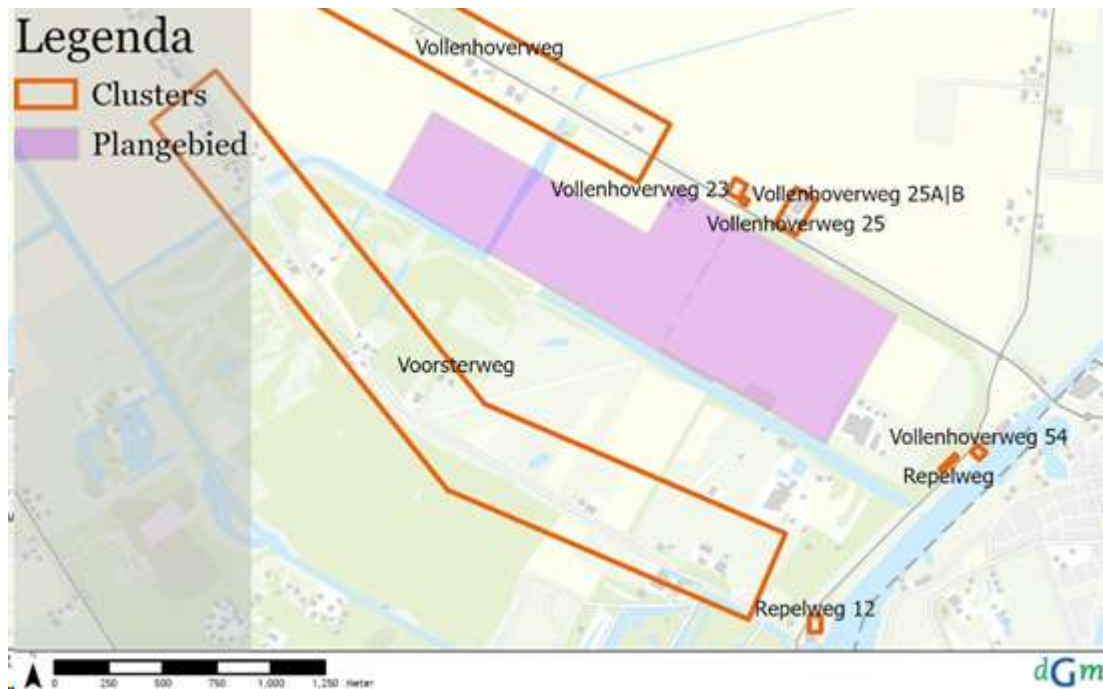 Legenda
Clusters
Plangebied
Vollenhoverweg
Vollenhoverweg 23
Vollenhoverweg 25A|B
Vollenhoverweg 25
Voorsterweg
Vollenhoverweg 54
Repelweg
Repelweg 12
0 250 500 750 1,000 1,250 Meter
dGm